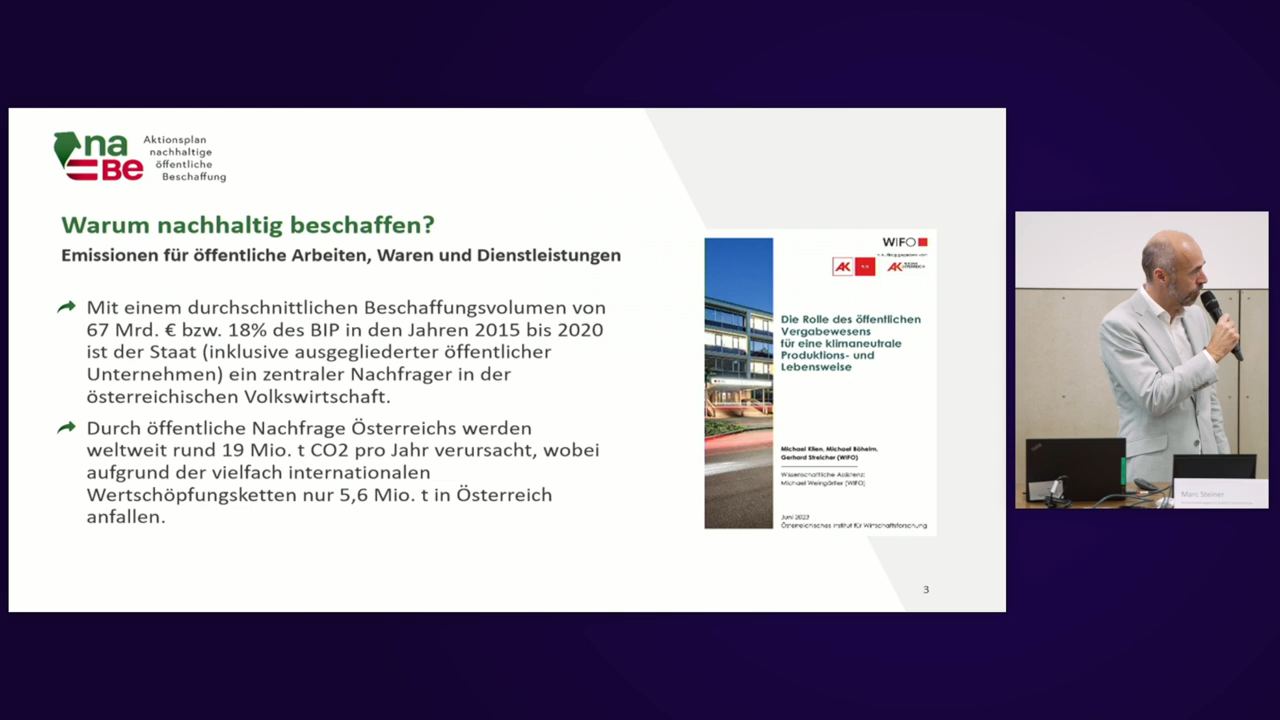 na
Be
Aktionsplan
nachhaltige
öffentliche
Beschaffung
Warum nachhaltig beschaffen?
Emissionen für öffentliche Arbeiten, Waren und Dienstleistungen
Mit einem durchschnittlichen Beschaffungsvolumen von
67 Mrd. € bzw. 18% des BIP in den Jahren 2015 bis 2020
ist der Staat (inklusive ausgegliederter öffentlicher
Unternehmen) ein zentraler Nachfrager in der
österreichischen Volkswirtschaft.
Durch öffentliche Nachfrage Österreichs werden
weltweit rund 19 Mio. t CO2 pro Jahr verursacht, wobei
aufgrund der vielfach internationalen
Wertschöpfungsketten nur 5,6 Mio. t in Österreich
anfallen.
WIFO
AK
AK
Die Rolle des öffentlichen
Vergabewesens
für eine klimaneutrale
Produktions- und
Lebensweise
Michael Klien, Michael Böheim,
Gerhard Streicher (WIFO)
Wissenschaftliche Assistenz:
Michael Weingärtler (WIFO)
Juni 2023
Österreichisches Institut für Wirtschaftsforschung
3
Marc Steiner